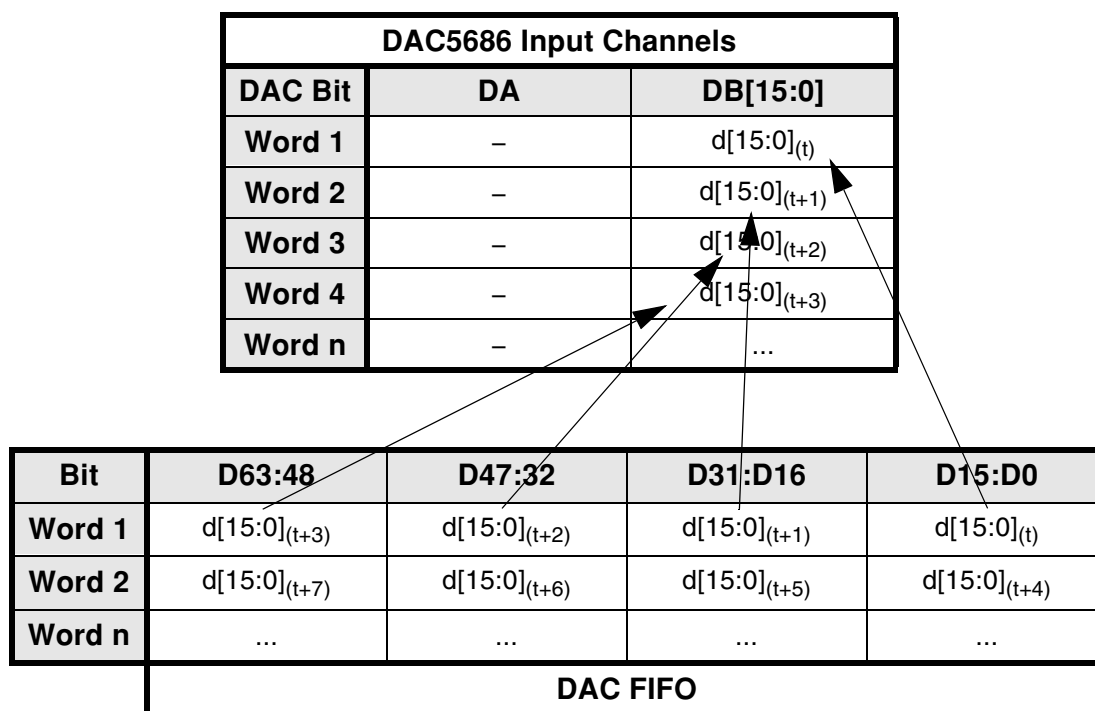 DAC5686 Input Channels
DAC Bit DA DB[15:0]
Word 1 – d[15:0](t)
Word 2 – d[15:0](t+1)
Word 3 – d[15:0](t+2)
Word 4 – d[15:0](t+3)
Word n – ...
Bit D63:48 D47:32 D31:D16 D15:D0
Word 1 d[15:0](t+3) d[15:0](t+2) d[15:0](t+1) d[15:0](t)
Word 2 d[15:0](t+7) d[15:0](t+6) d[15:0](t+5) d[15:0](t+4)
Word n ... ... ... ...
DAC FIFO